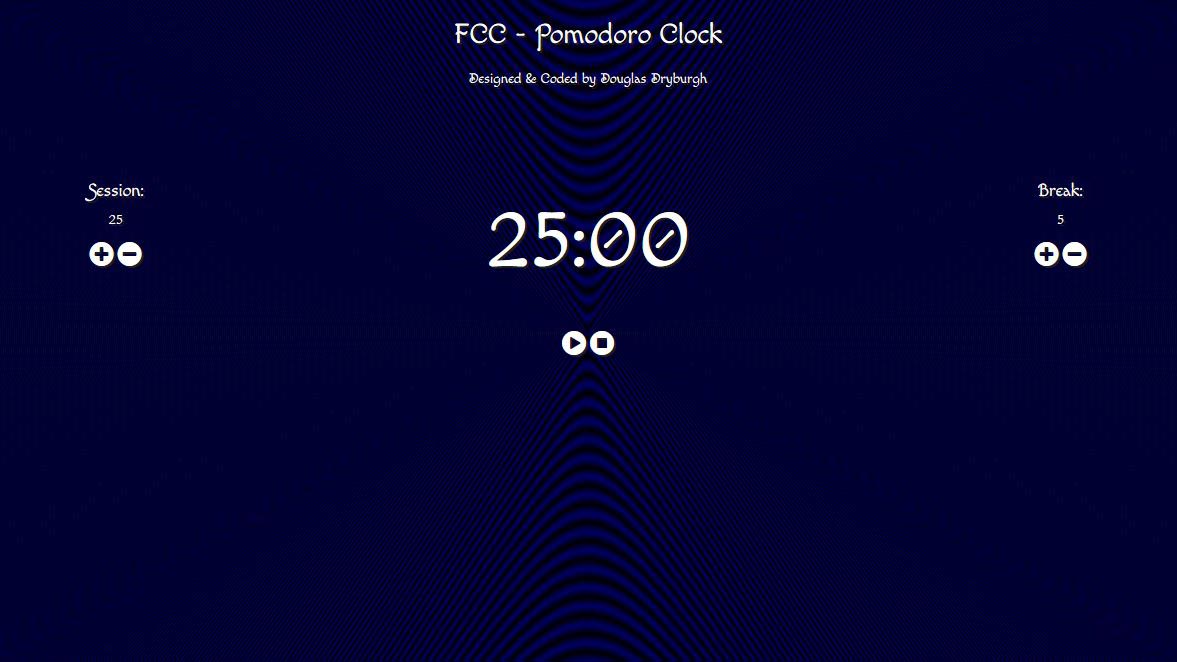 FCC - Pomodoro Clock
Designed & Coded by Douglas Dryburgh
Session:
25
25:00
Break:
5